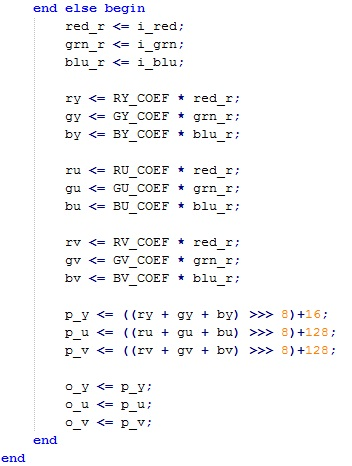 end else begin
red_r <= i_red;
grn_r <= i_grn;
blu_r <= i_blu;
ry <= RY_COEF * red_r;
gy <= GY_COEF * grn_r;
by <= BY_COEF * blu_r;
ru <= RU_COEF * red_r;
gu <= GU_COEF * grn_r;
bu <= BU_COEF * blu_r;
rv <= RV_COEF * red_r;
gv <= GV_COEF * grn_r;
bv <= BV_COEF * blu_r;
p_y <= ((ry + gy + by) >>> 8)+16;
p_u <= ((ru + gu + bu) >>> 8)+128;
p_v <= ((rv + gv + bv) >>> 8)+128;
o_y <= p_y;
o_u <= p_u;
o_v <= p_v;
end
end